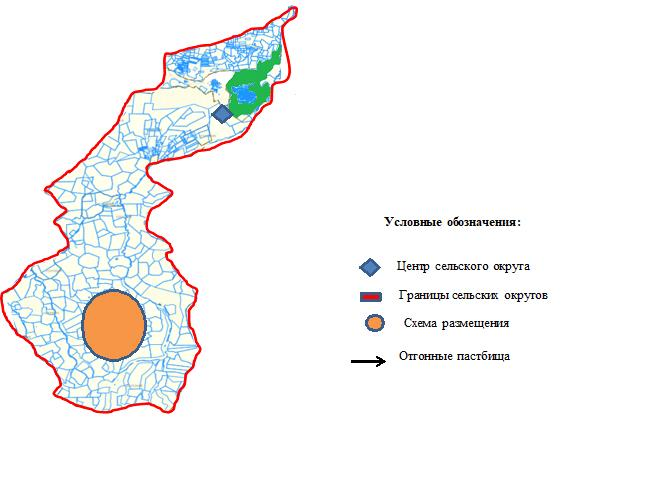 Условные обозначения:
Центр сельского округа
Границы сельских округов
Схема размещения
Отгонные пастбища